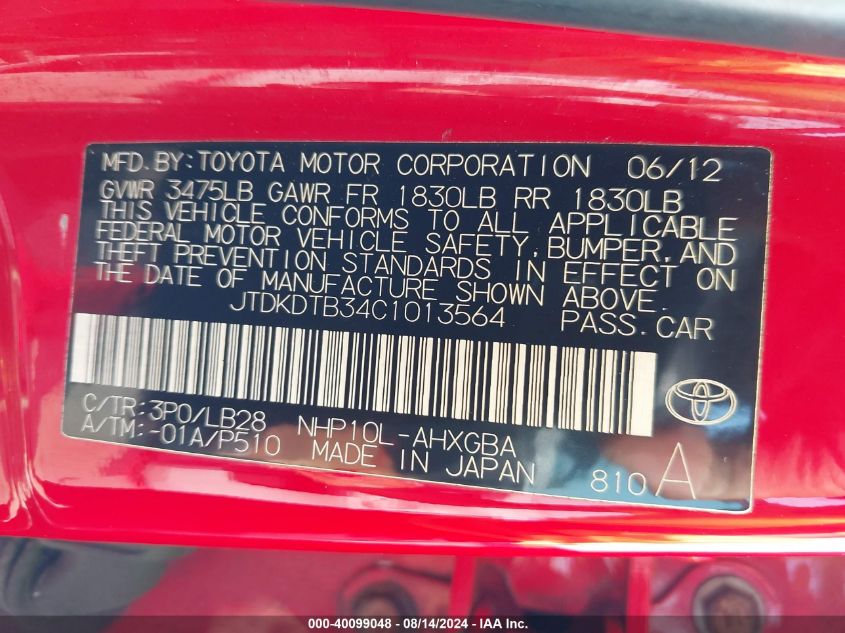 MFD.BY:TOYOTA MOTOR CORPORATION 06/12
GVWR 3475LB GAWR FR 1830LB RR 1830LB
THIS VEHICLE CONFORMS TO ALL APPLICABLE
FEDERAL MOTOR VEHICLE SAFETY,BUMPER,AND
THEFT PREVENTION STANDARDS IN EFFECT ON
THE DATE OF MANUFACTURE SHOWN ABOVE.
JTDKDTB34C1013564 PASS.CAR
C/TR:3P0/LB28 NHP10L-AHXGBA
A/TM:-01A/P510 MADE IN JAPAN 810 A
000-40099048 - 08/14/2024 - IAA Inc.